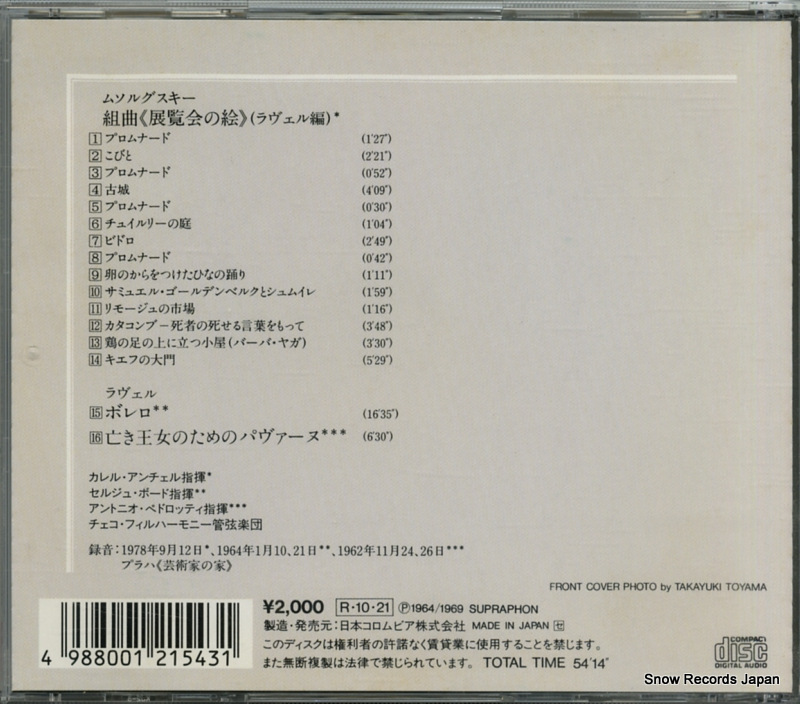 ムソルグスキー
組曲《展覧会の絵》(ラヴェル編)*
1 プロムナード (1'27")
2 こびと (2'21")
3 プロムナード (0'52")
4 古城 (4'09")
5 プロムナード (0'30")
6 チュイルリーの庭 (1'04")
7 ビドロ (2'49")
8 プロムナード (0'42")
9 卵のからをつけたひなの踊り (1'11")
10 サミュエル・ゴールデンベルクとシュムイレ (1'59")
11 リモージュの市場 (1'16")
12 カタコンブ－死者の死せる言葉をもって (3'48")
13 鶏の足の上に立つ小屋(バーバ・ヤガ) (3'30")
14 キエフの大門 (5'29")
ラヴェル
15 ボレロ** (16'35")
16 亡き王女のためのパヴァーヌ*** (6'30")
カレル・アンチェル指揮*
セルジュ・ボード指揮**
アントニオ・ペドロッティ指揮***
チェコ・フィルハーモニー管弦楽団
録音:1978年9月12日*、1964年1月10,21日**、1962年11月24,26日***
プラハ《芸術家の家》
FRONT COVER PHOTO by TAKAYUKI TOYAMA
¥2,000 R・10・21 Ⓟ1964/1969 SUPRAPHON
製造・発売元:日本コロムビア株式会社 MADE IN JAPAN
このディスクは権利者の許諾なく賃貸業に使用することを禁じます。
また無断複製は法律で禁じられています。 TOTAL TIME 54'14"
4 988001 215431
COMPACT
disc
DIGITAL AUDIO
Snow Records Japan